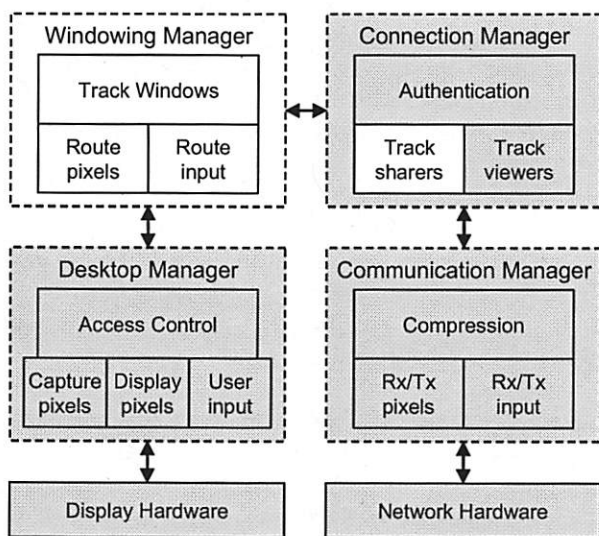 Windowing Manager
Track Windows
Route
pixels
Route
input
Connection Manager
Authentication
Track
sharers
Track
viewers
Desktop Manager
Access Control
Capture
pixels
Display
pixels
User
input
Communication Manager
Compression
Rx/Tx
pixels
Rx/Tx
input
Display Hardware
Network Hardware